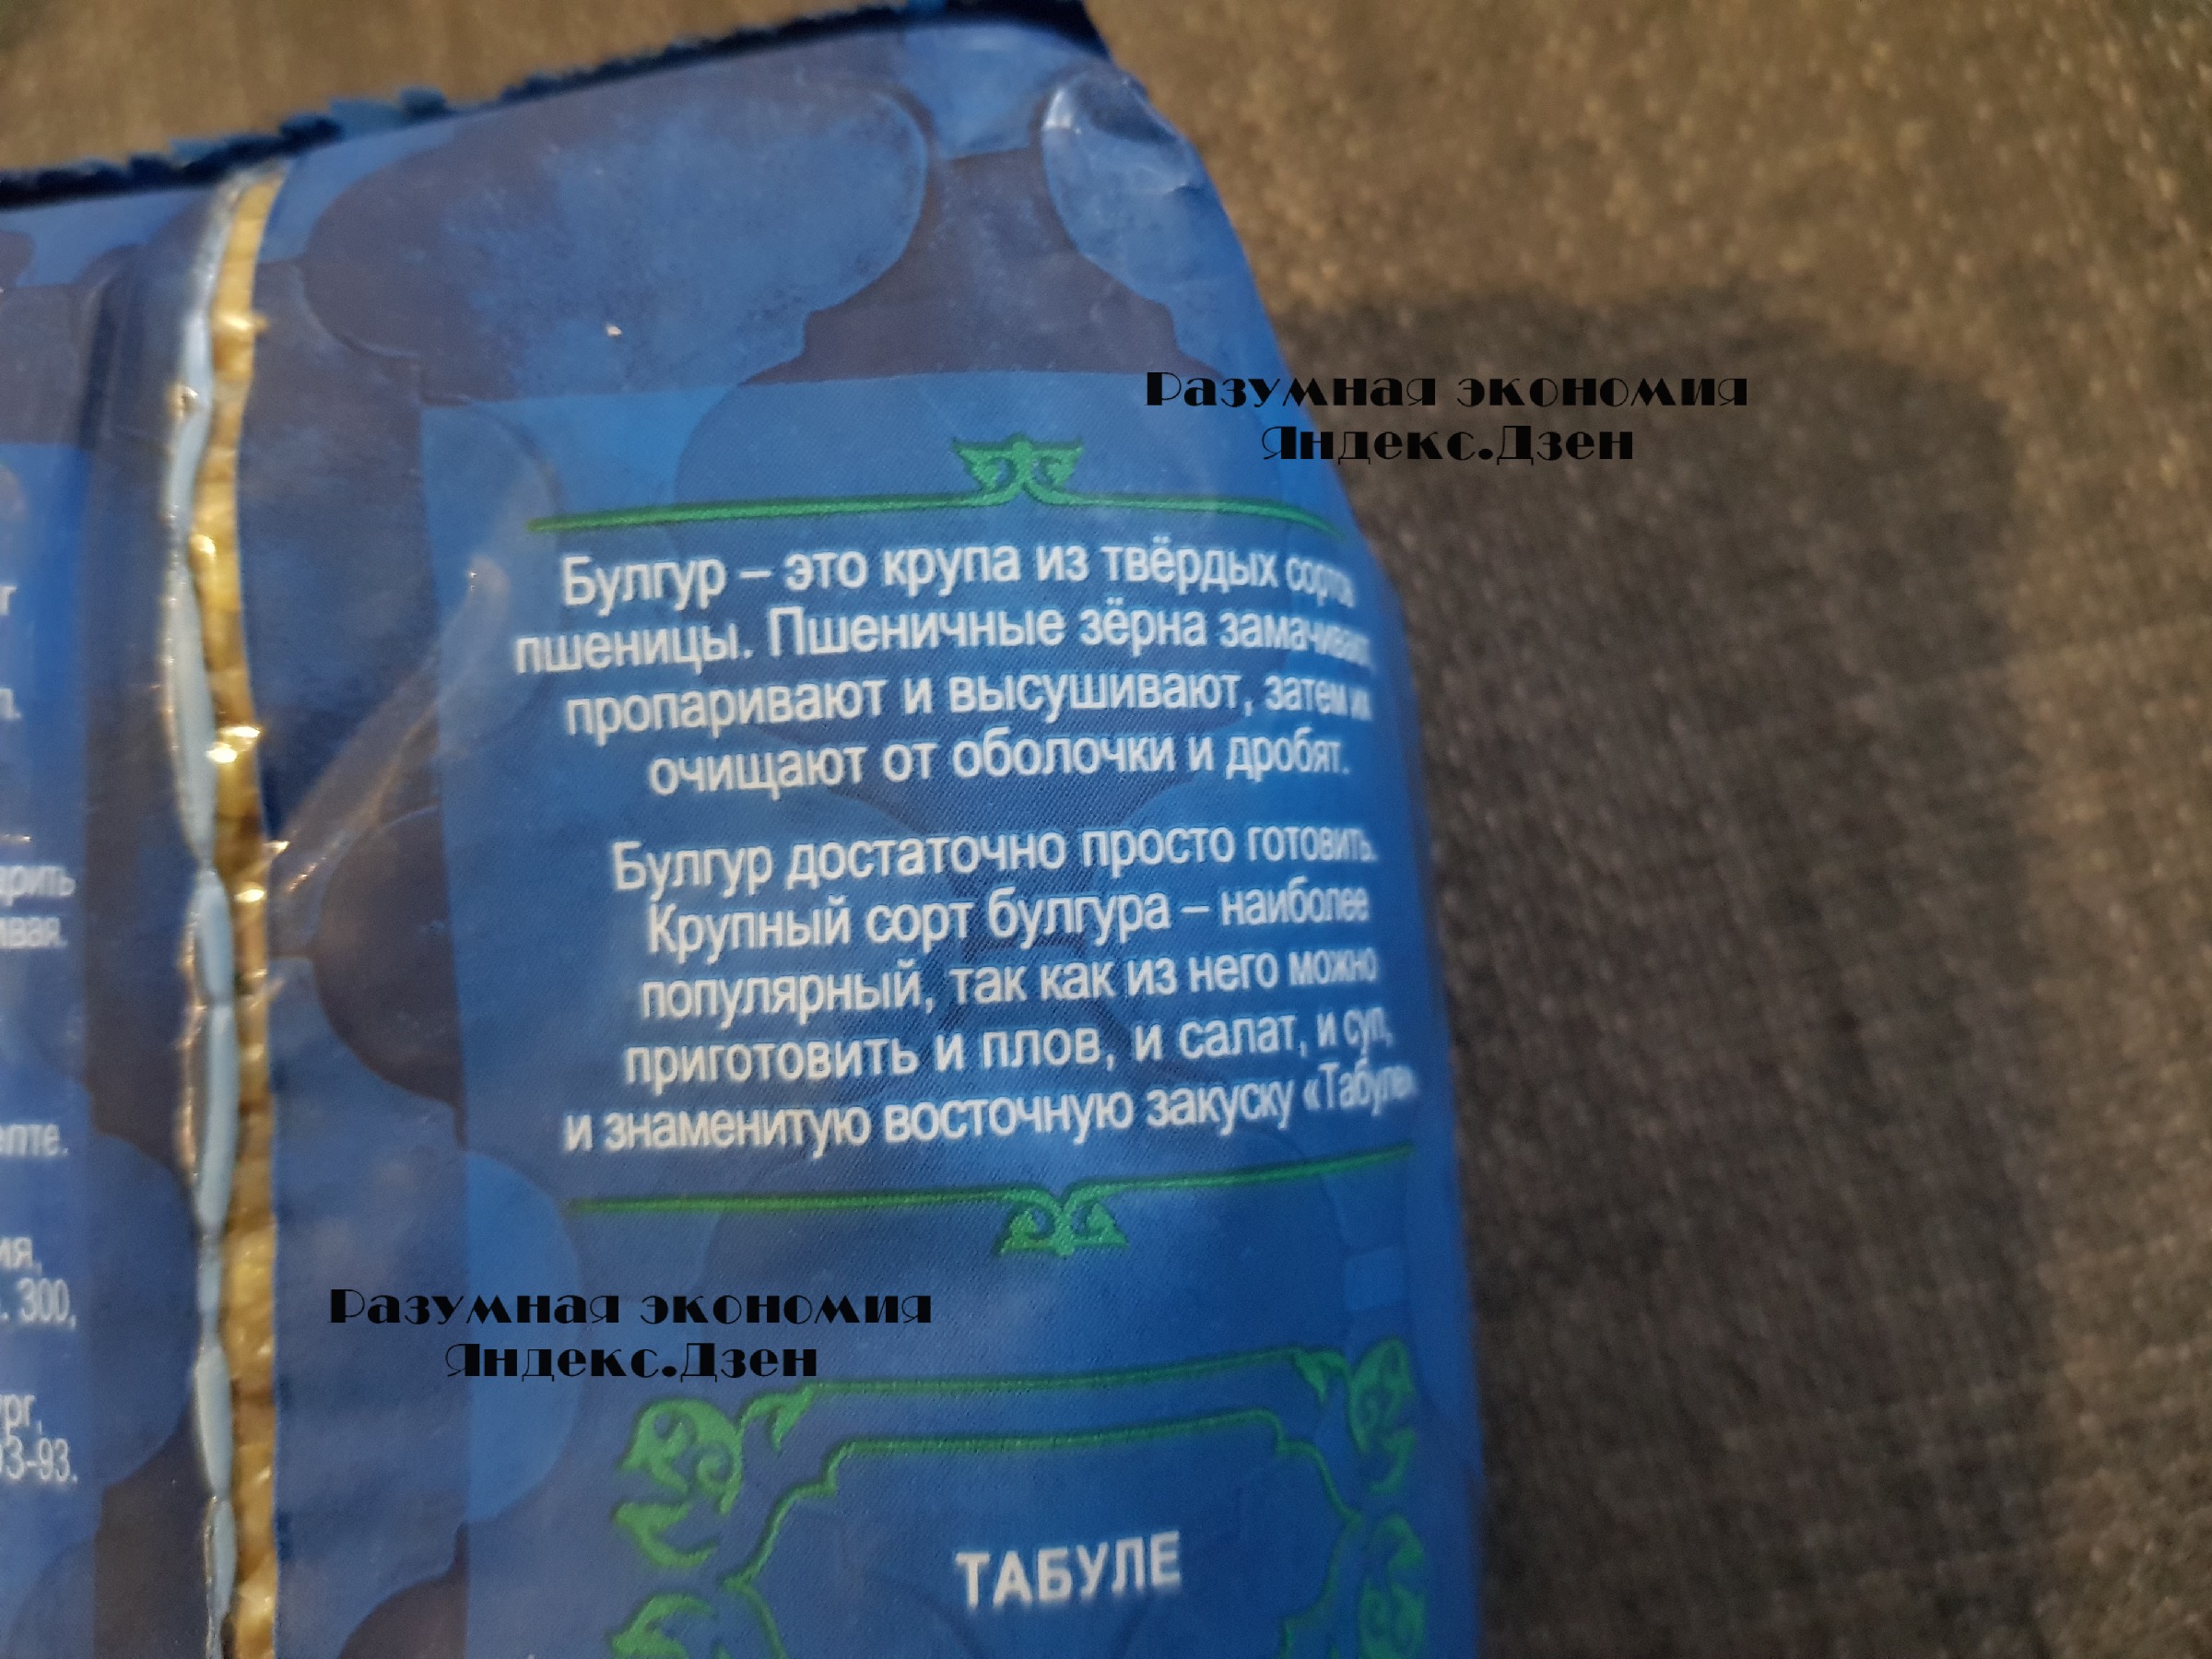 Разумная экономия
Яндекс.Дзен
Булгур – это крупа из твёрдых сортов
пшеницы. Пшеничные зёрна замачивают,
пропаривают и высушивают, затем их
очищают от оболочки и дробят.
Булгур достаточно просто готовить.
Крупный сорт булгура – наиболее
популярный, так как из него можно
приготовить и плов, и салат, и суп,
и знаменитую восточную закуску «Табуле»
Разумная экономия
Яндекс.Дзен
ТАБУЛЕ
300,